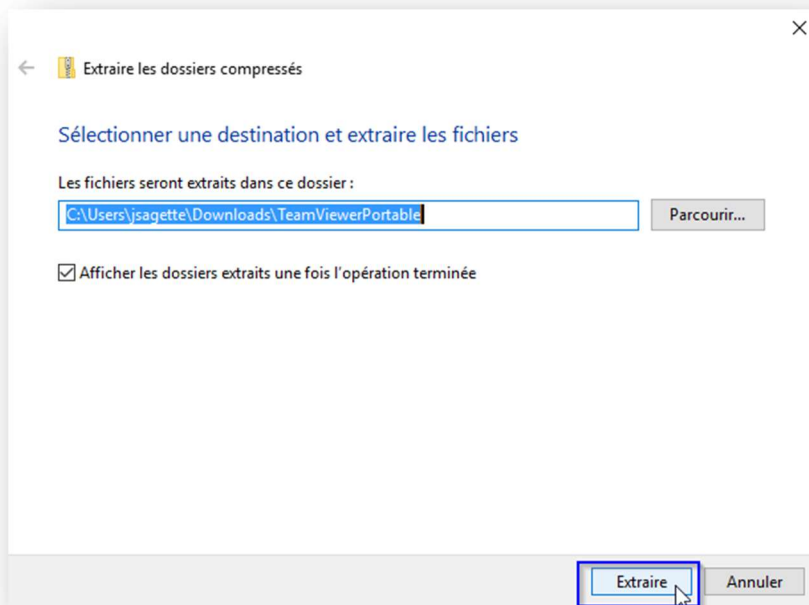 Extraire les dossiers compressés
Sélectionner une destination et extraire les fichiers
Les fichiers seront extraits dans ce dossier :
C:\Users\jsagette\Downloads\TeamViewerPortable
Parcourir...
Afficher les dossiers extraits une fois l'opération terminée
Extraire
Annuler